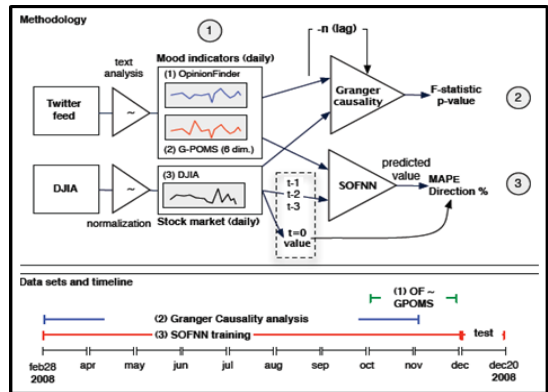 Methodology
1
-n (lag)
text
analysis
Mood indicators (daily)
(1) OpinionFinder
Twitter
feed
~
(2) G-POMS (6 dim.)
Granger
causality
F-statistic
p-value
2
DJIA
~
normalization
(3) DJIA
Stock market (daily)
t-1
t-2
t-3
t=0
value
SOFNN
predicted
value
MAPE
Direction %
3
Data sets and timeline
(1) OF ~
GPOMS
(2) Granger Causality analysis
(3) SOFNN training
test
feb28
2008
apr
may
jun
jul
aug
sep
oct
nov
dec
dec20
2008